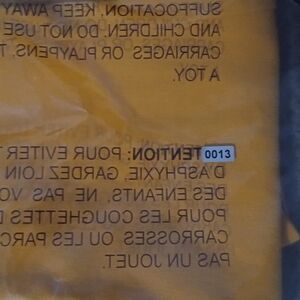 SUFFOCATION, KEEP AWAY
AND CHILDREN. DO NOT USE
CARRIAGES OR PLAYPENS. T
A TOY.
0013
TENTION: POUR EVITER T
D'ASPHYXIE, GARDEZ LOIN
DES ENFANTS, NE PAS
POUR LES COUCHETTES
CARROSSES OU LES PARC
PAS UN JOUET.